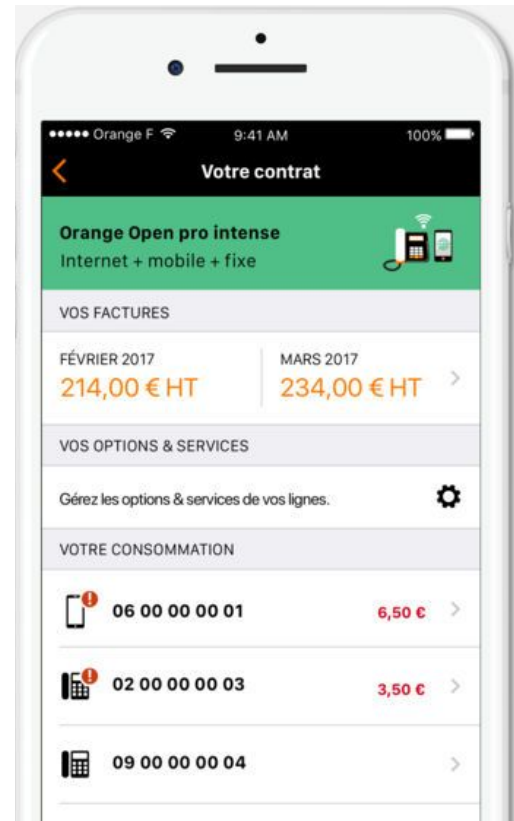 Orange F 9:41 AM 100%
Votre contrat
Orange Open pro intense
Internet + mobile + fixe
VOS FACTURES
FÉVRIER 2017 MARS 2017
214,00 € HT 234,00 € HT
VOS OPTIONS & SERVICES
Gérez les options & services de vos lignes.
VOTRE CONSOMMATION
06 00 00 00 01 6,50 €
02 00 00 00 03 3,50 €
09 00 00 00 04